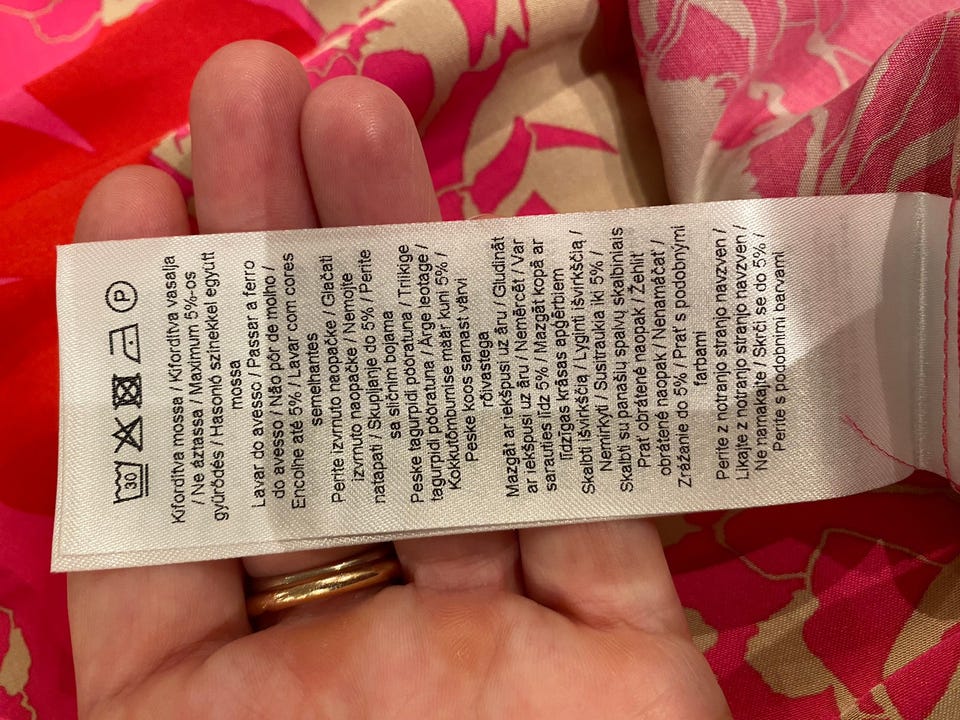 30 P
Kifordítva mossa / Kifordítva vasalja
/ Ne áztassa / Maximum 5%-os
gyűrődés / Hasonló színekkel együtt
mossa
Lavar do avesso / Passar a ferro
do avesso / Não pôr de molho /
Encolhe até 5% / Lavar com cores
semelhantes
Perite izvrnuto naopačke / Glačati
izvrnuto naopačke / Nemojte
natapati / Skupljanje do 5% / Perite
sa sličnim bojama
Peske tagurpidi pööratuna / Triikige
tagurpidi pööratuna / Ärge leotage /
Kokkutõmbumise määr kuni 5% /
Peske koos sarnast värvi
rõivastega
Mazgāt ar iekšpusi uz āru / Gludināt
ar iekšpusi uz āru / Nemērcēt / Var
sarauties līdz 5% / Mazgāt kopā ar
līdzīgas krāsas apģērbiem
Skalbti išvirkščią / Lyginti išvirkščią /
Nemirkyti / Susitraukia iki 5% /
Skalbti su panašių spalvų skalbiniais
Prať obrátené naopak / Žehliť
obrátené naopak / Nenamáčať /
Zrážanie do 5% / Prať s podobnými
farbami
Perite z notranjo stranjo navzven /
Likajte z notranjo stranjo navzven /
Ne namakajte / Skrči se do 5% /
Perite s podobnimi barvami